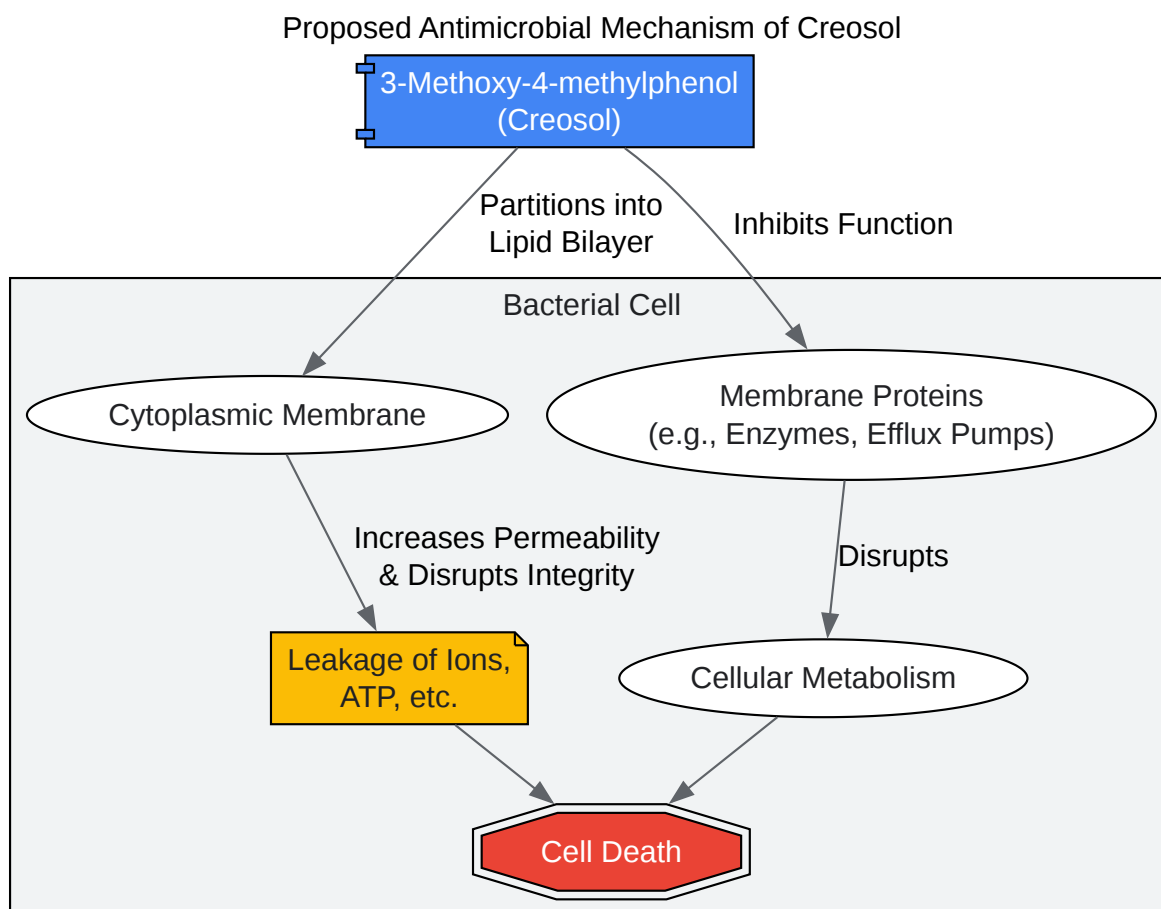 Proposed Antimicrobial Mechanism of Creosol
3-Methoxy-4-methylphenol
(Creosol)
Partitions into
Lipid Bilayer
Inhibits Function
Bacterial Cell
Cytoplasmic Membrane
Membrane Proteins
(e.g., Enzymes, Efflux Pumps)
Increases Permeability
& Disrupts Integrity
Disrupts
Leakage of Ions,
ATP, etc.
Cellular Metabolism
Cell Death